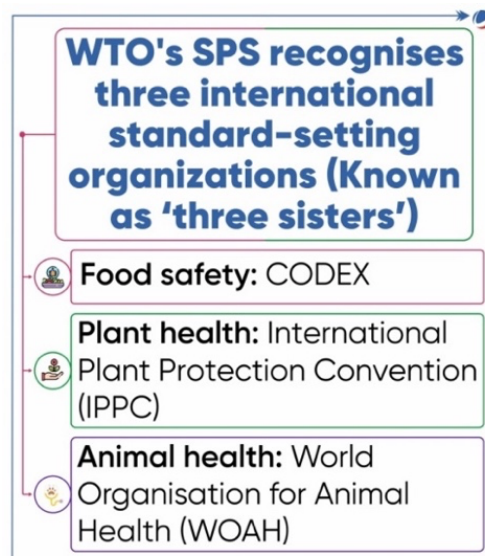 WTO's SPS recognises
three international
standard-setting
organizations (Known
as ‘three sisters’)
Food safety: CODEX
Plant health: International
Plant Protection Convention
(IPPC)
Animal health: World
Organisation for Animal
Health (WOAH)